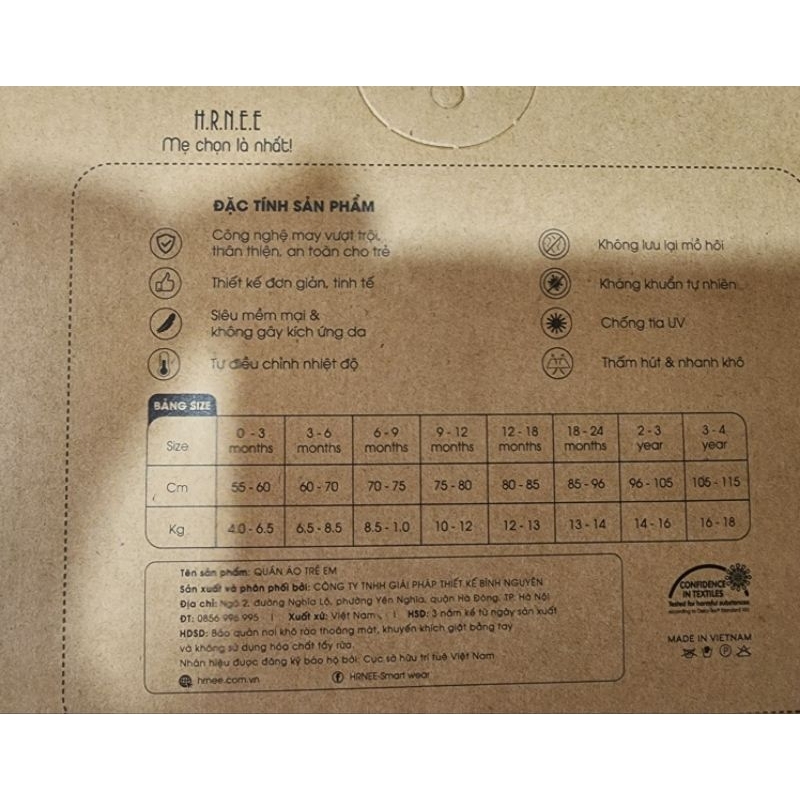 H.R.N.E.E
Mẹ chọn là nhất!
ĐẶC TÍNH SẢN PHẨM
Công nghệ may vượt trội,
thân thiện, an toàn cho trẻ
Thiết kế đơn giản, tinh tế
Siêu mềm mại &
không gây kích ứng da
Tự điều chỉnh nhiệt độ
Không lưu lại mồ hôi
Kháng khuẩn tự nhiên
Chống tia UV
Thấm hút & nhanh khô
BẢNG SIZE
Size 0 - 3 months 3 - 6 months 6 - 9 months 9 - 12 months 12 - 18 months 18 - 24 months 2 - 3 year 3 - 4 year
Cm 55 - 60 60 - 70 70 - 75 75 - 80 80 - 85 85 - 96 96 - 105 105 - 115
Kg 4.0 - 6.5 6.5 - 8.5 8.5 - 1.0 10 - 12 12 - 13 13 - 14 14 - 16 16 - 18
Tên sản phẩm: QUẦN ÁO TRẺ EM
Sản xuất và phân phối bởi: CÔNG TY TNHH GIẢI PHÁP THIẾT KẾ BÌNH NGUYÊN
Địa chỉ: Ngõ 2, đường Nghĩa Lộ, phường Yên Nghĩa, quận Hà Đông, TP. Hà Nội
ĐT: 0856 996 995 | Xuất xứ: Việt Nam | HSD: 3 năm kể từ ngày sản xuất
HDSD: Bảo quản nơi khô ráo thoáng mát, khuyến khích giặt bằng tay
và không sử dụng hóa chất tẩy rửa.
Nhãn hiệu được đăng ký bảo hộ bởi: Cục sở hữu trí tuệ Việt Nam
hrnee.com.vn HRNEE-Smart wear
CONFIDENCE
IN TEXTILES
Tested for harmful substances
according to Oeko-Tex® Standard 100
MADE IN VIETNAM
P